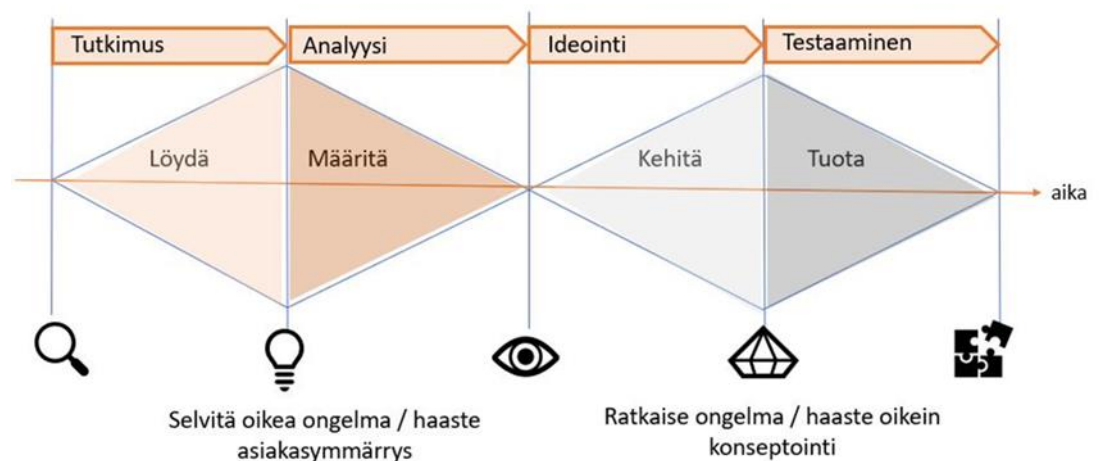 Tutkimus
Analyysi
Ideointi
Testaaminen
Löydä
Määritä
Kehitä
Tuota
aika
Selvitä oikea ongelma / haaste
asiakasymmärrys
Ratkaise ongelma / haaste oikein
konseptointi